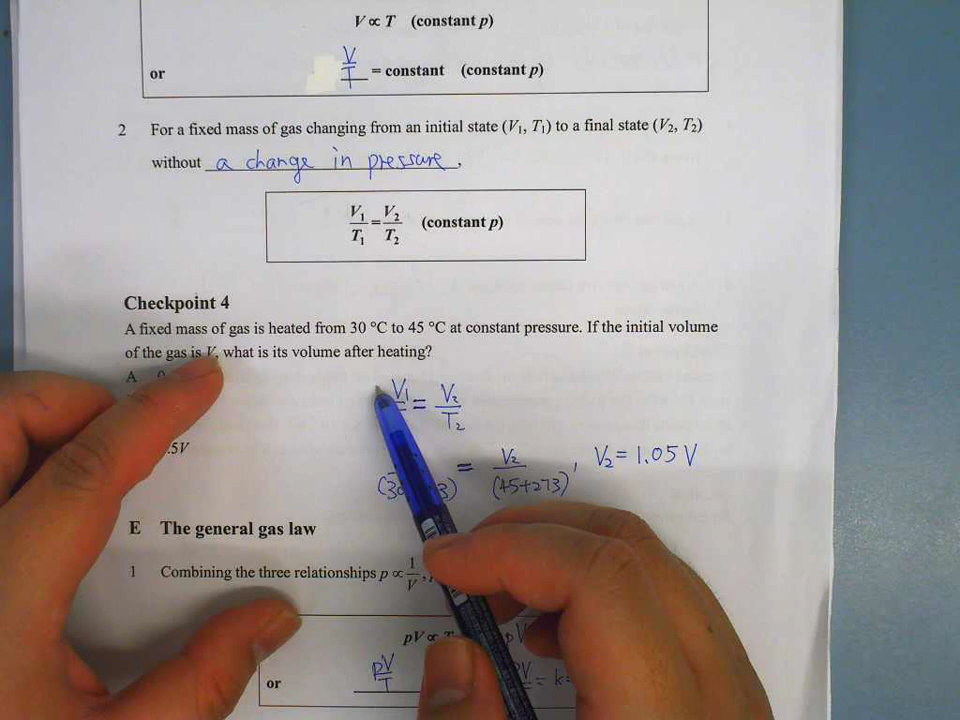 V ∝ T (constant p)
or V/T = constant (constant p)
2 For a fixed mass of gas changing from an initial state (V₁, T₁) to a final state (V₂, T₂)
without a change in pressure.
V₁/T₁ = V₂/T₂ (constant p)
Checkpoint 4
A fixed mass of gas is heated from 30 °C to 45 °C at constant pressure. If the initial volume
of the gas is V, what is its volume after heating?
A
V₁ = V₂/T₂
.5V
= V₂/(45+273), V₂ = 1.05 V
E The general gas law
1 Combining the three relationships p ∝ 1/V,
pV ∝
or pV/T